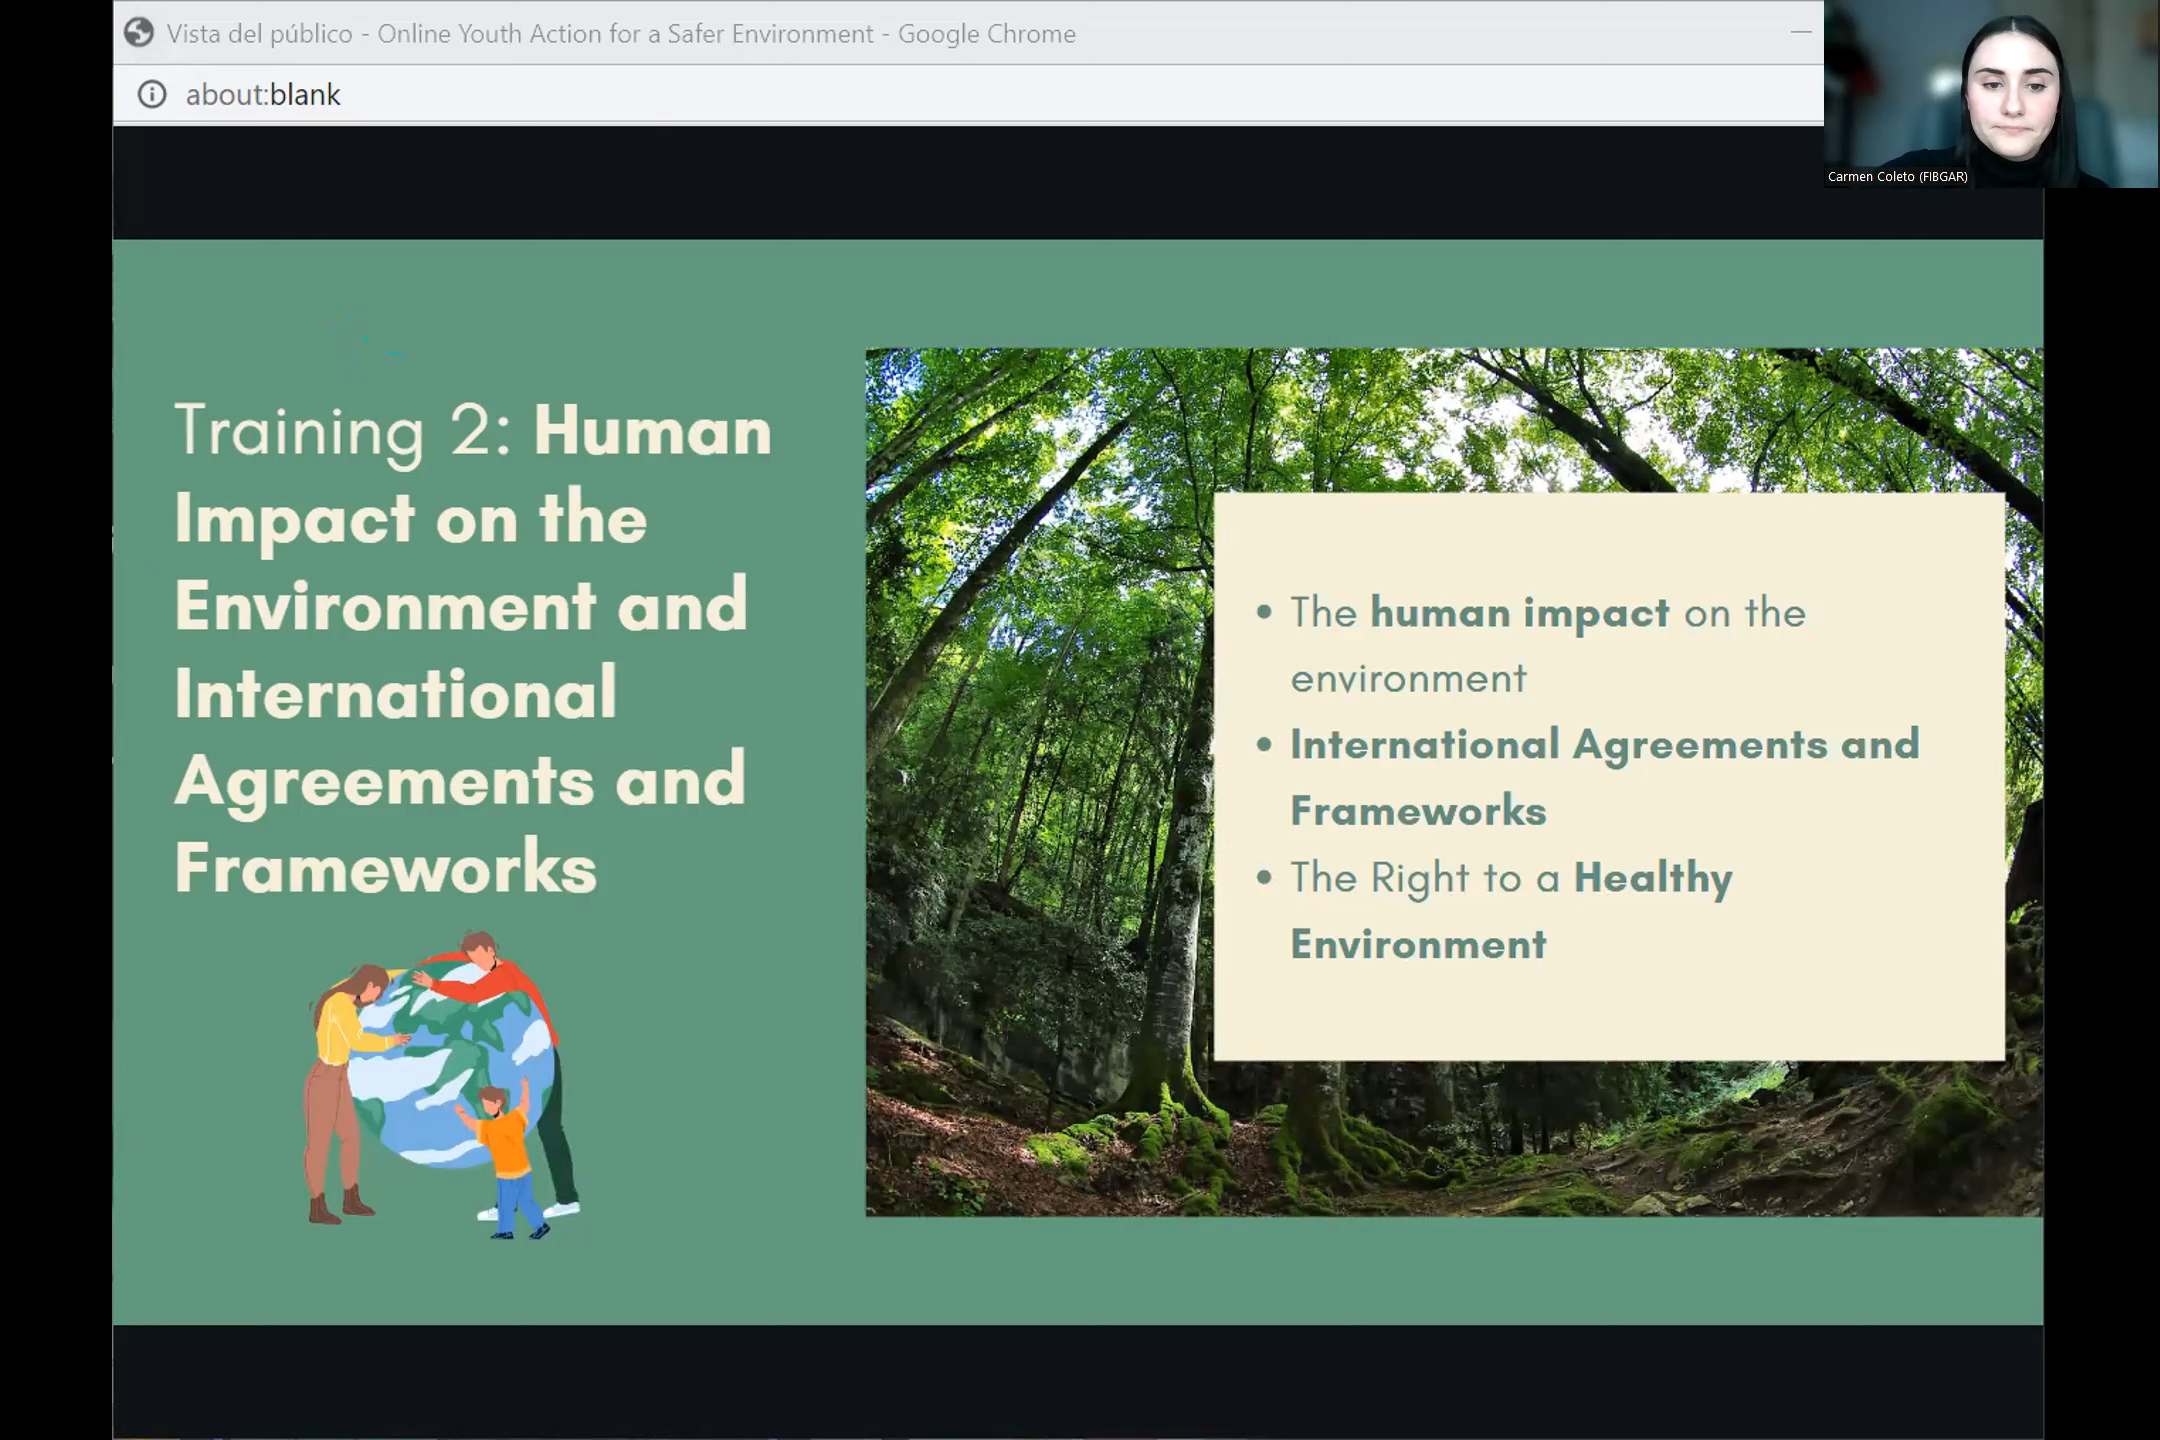 Vista del público - Online Youth Action for a Safer Environment - Google Chrome
about:blank
Carmen Coleto (FIBGAR)
Training 2: Human
Impact on the
Environment and
International
Agreements and
Frameworks
• The human impact on the
environment
• International Agreements and
Frameworks
• The Right to a Healthy
Environment